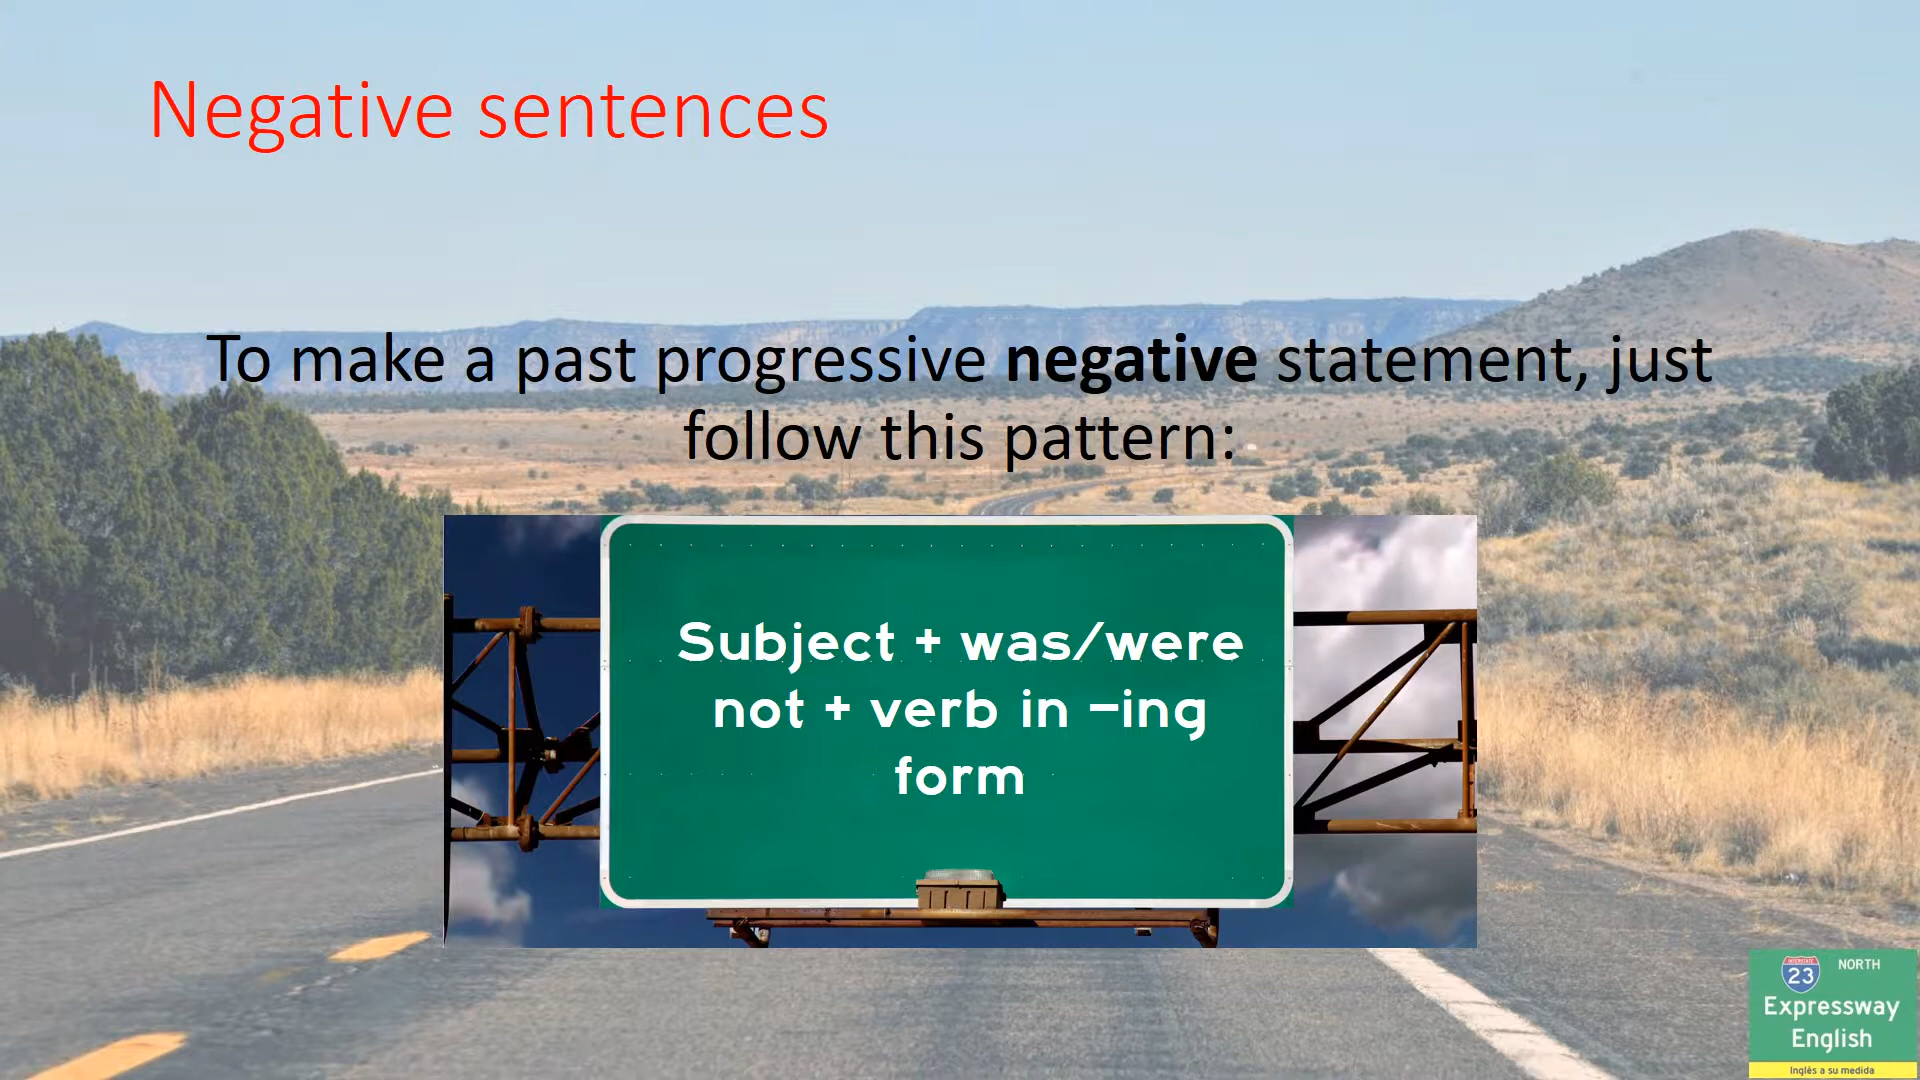 Negative sentences
To make a past progressive negative statement, just
follow this pattern:
Subject + was/were
not + verb in –ing
form
INTERSTATE
23
NORTH
Expressway
English
Inglés a su medida